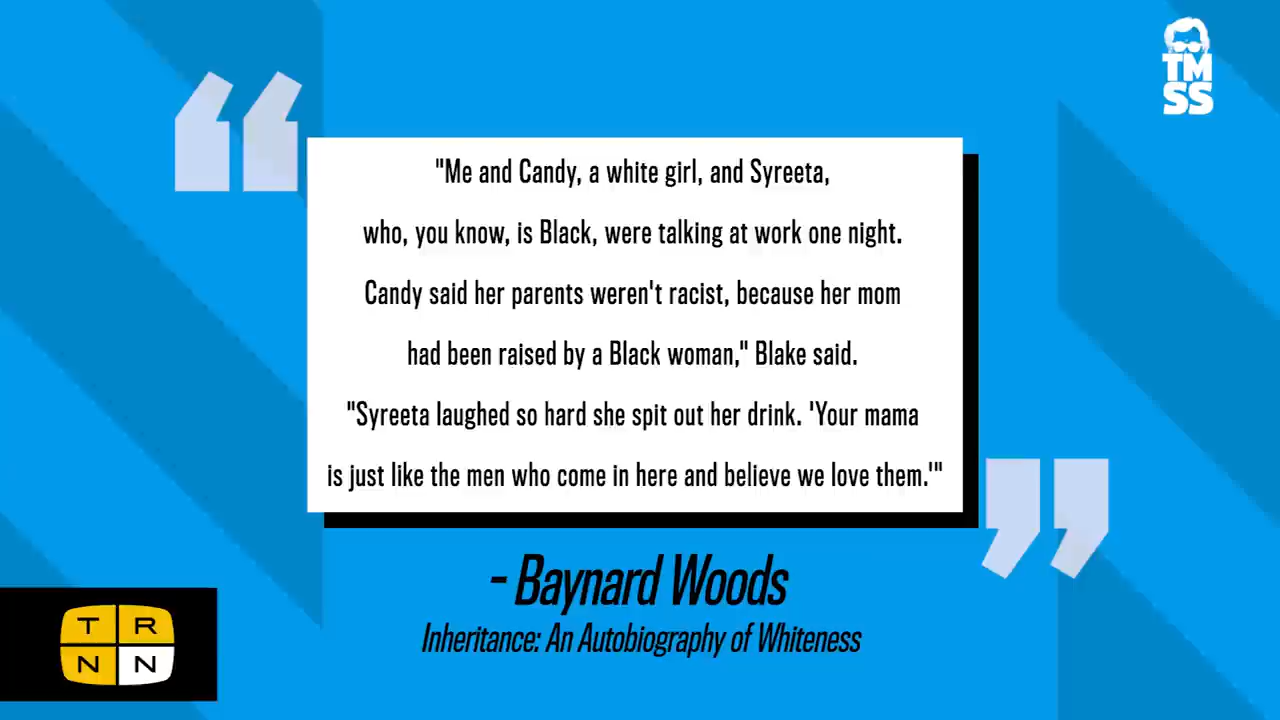 TM
SS
"Me and Candy, a white girl, and Syreeta,
who, you know, is Black, were talking at work one night.
Candy said her parents weren't racist, because her mom
had been raised by a Black woman," Blake said.
"Syreeta laughed so hard she spit out her drink. 'Your mama
is just like the men who come in here and believe we love them.'"
- Baynard Woods
Inheritance: An Autobiography of Whiteness
T R
N N